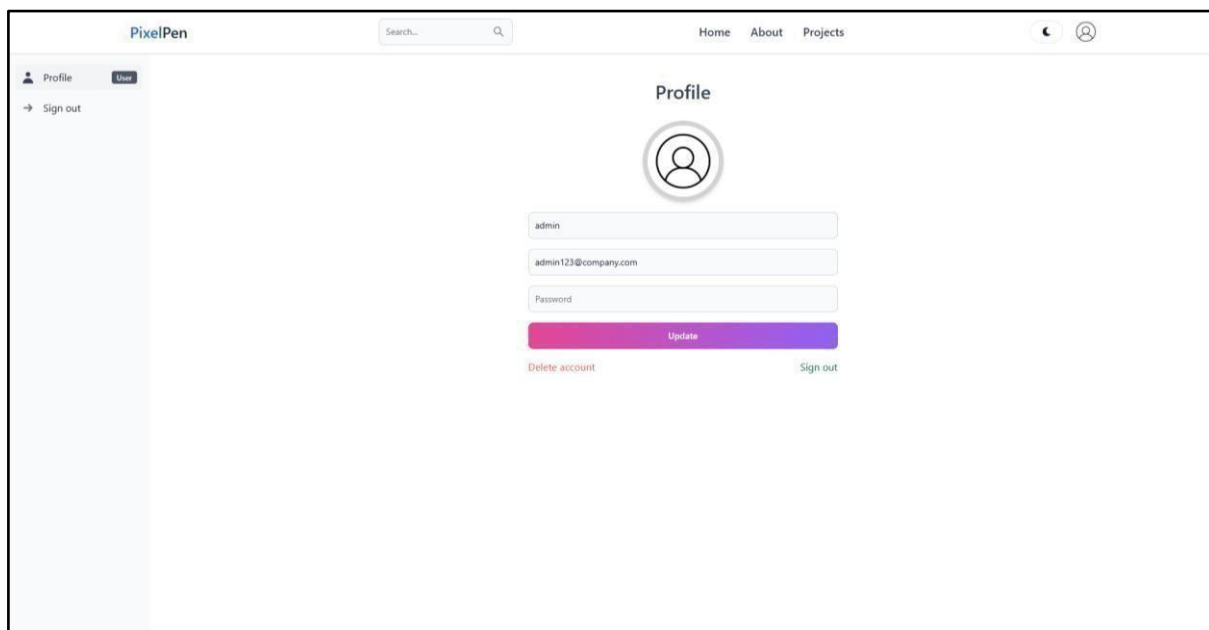 PixelPen
Search...
Home About Projects
Profile User
Sign out
Profile
admin
admin123@company.com
Password
Update
Delete account Sign out